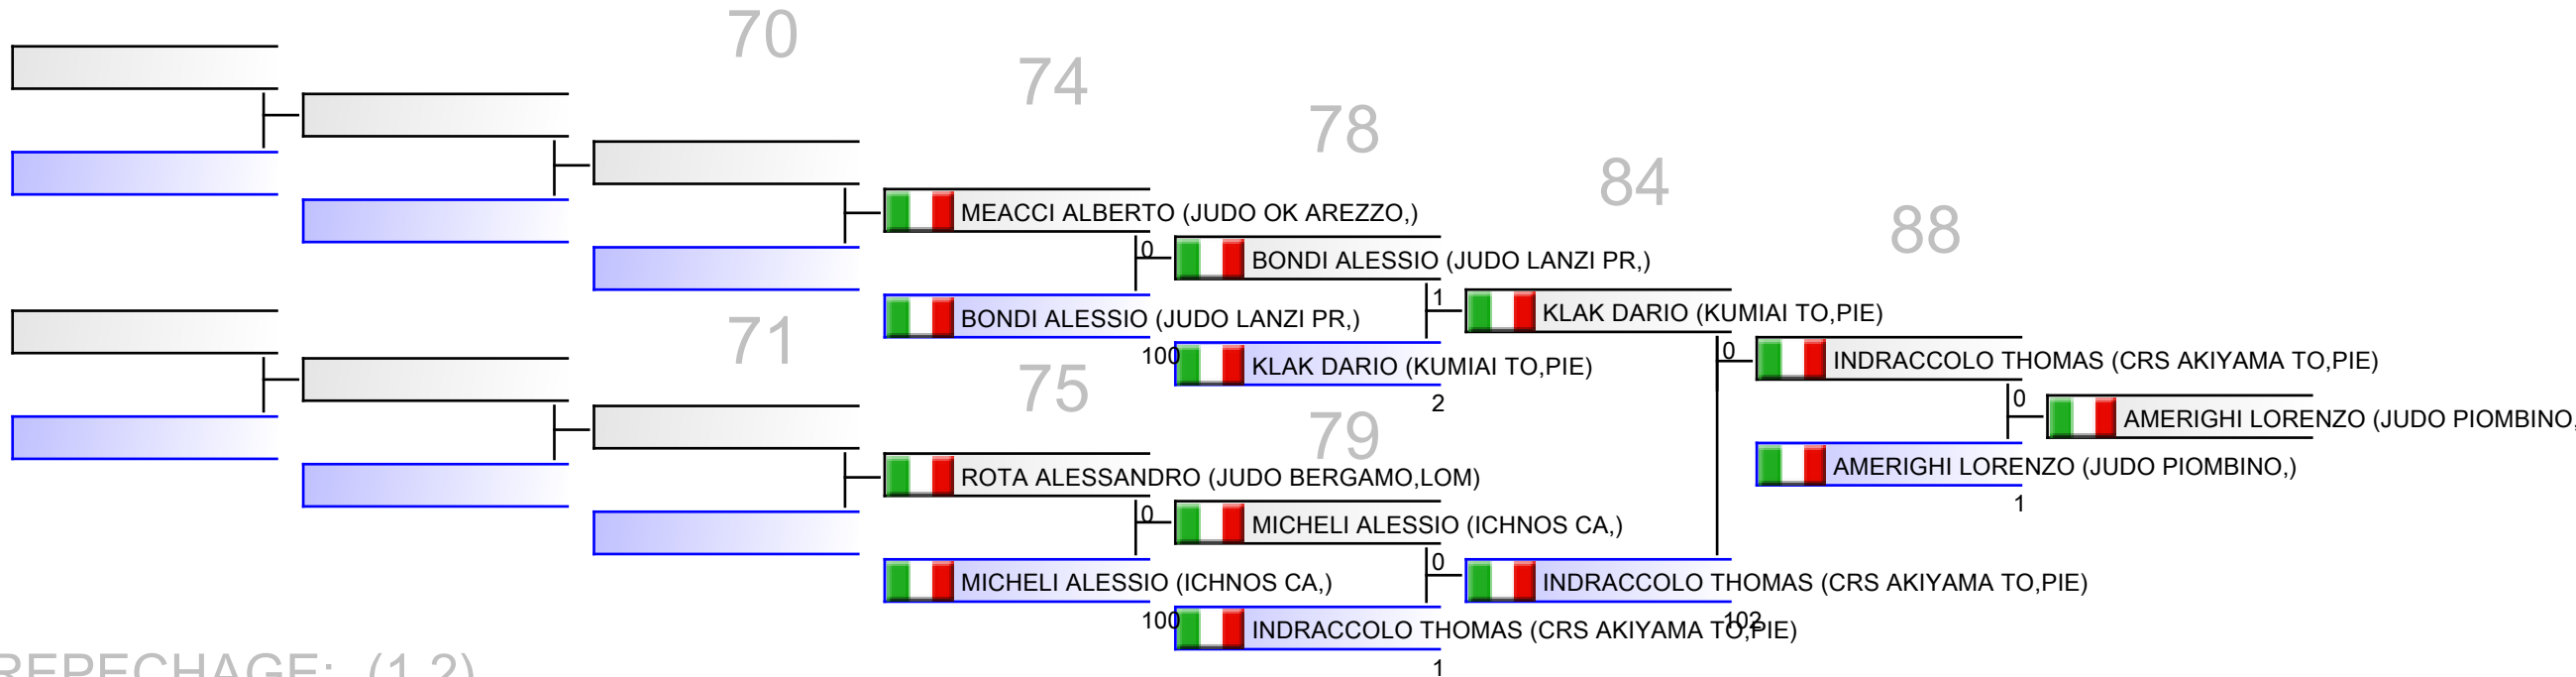 70
74
78
84
88
MEACCI ALBERTO (JUDO OK AREZZO,)
0
BONDI ALESSIO (JUDO LANZI PR,)
BONDI ALESSIO (JUDO LANZI PR,)
100
1
KLAK DARIO (KUMIAI TO,PIE)
KLAK DARIO (KUMIAI TO,PIE)
2
0
INDRACCOLO THOMAS (CRS AKIYAMA TO,PIE)
0
AMERIGHI LORENZO (JUDO PIOMBINO,
AMERIGHI LORENZO (JUDO PIOMBINO,)
1
71
75
79
ROTA ALESSANDRO (JUDO BERGAMO,LOM)
0
MICHELI ALESSIO (ICHNOS CA,)
MICHELI ALESSIO (ICHNOS CA,)
100
0
INDRACCOLO THOMAS (CRS AKIYAMA TO,PIE)
102
INDRACCOLO THOMAS (CRS AKIYAMA TO,PIE)
1
REPECHAGE: (1,2)